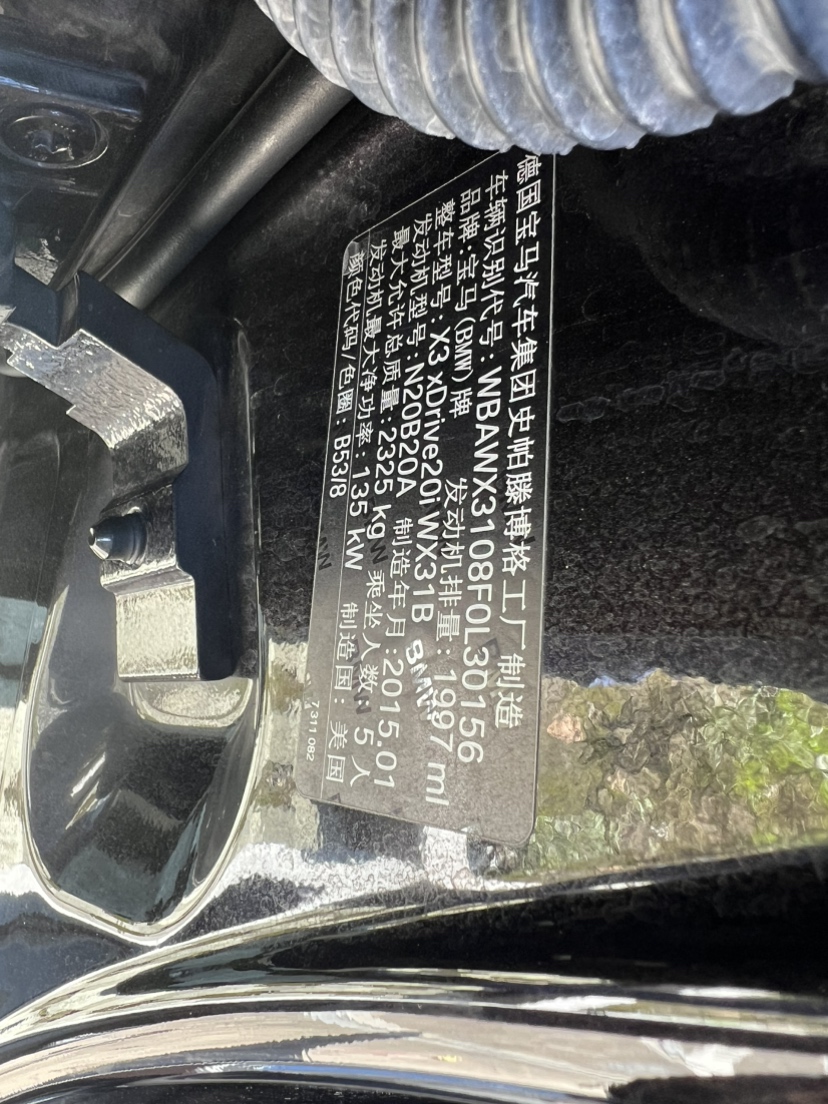 德国宝马汽车集团史帕滕博格工厂制造
车辆识别代号：WBAWX3108F0L30156
品牌：宝马(BMW)牌 发动机排量：1997 ml
整车型号：X3 xDrive20i WX31B
发动机型号：N20B20A 制造年月：2015.01
最大允许总质量：2325 kg 乘坐人数 5 人
发动机最大净功率：135 kW 制造国：美国
颜色代码/色圈：B53/8
7 311 082
BMW